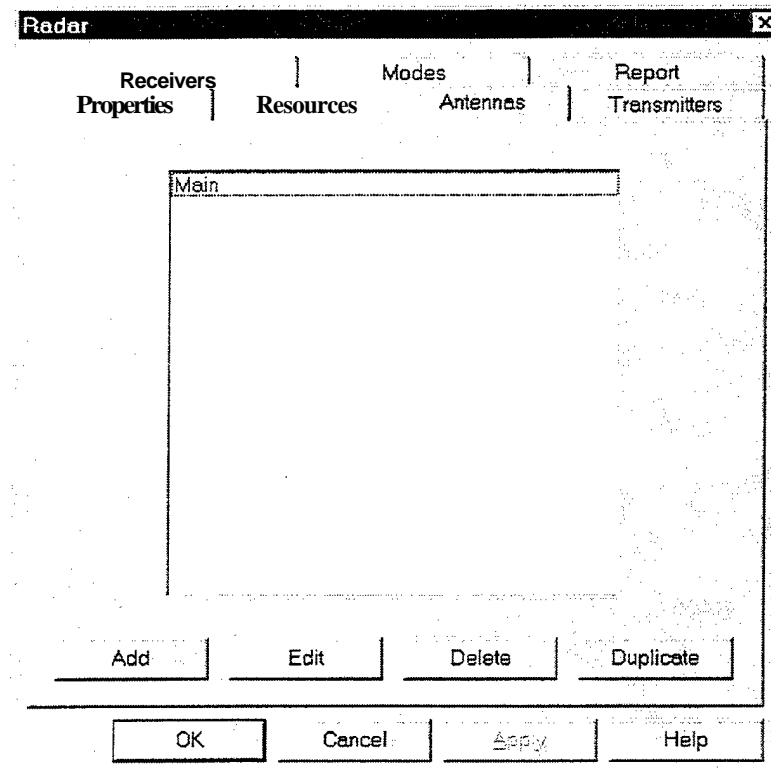 Radar
Receivers Modes Report
Properties Resources Antennas Transmitters
Main
Add Edit Delete Duplicate
OK Cancel Apply Help